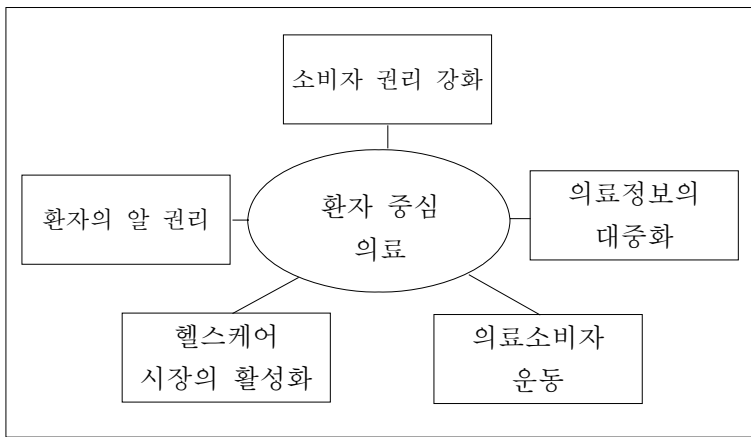 소비자 권리 강화
환자의 알 권리
환자 중심
의료
의료정보의
대중화
헬스케어
시장의 활성화
의료소비자
운동